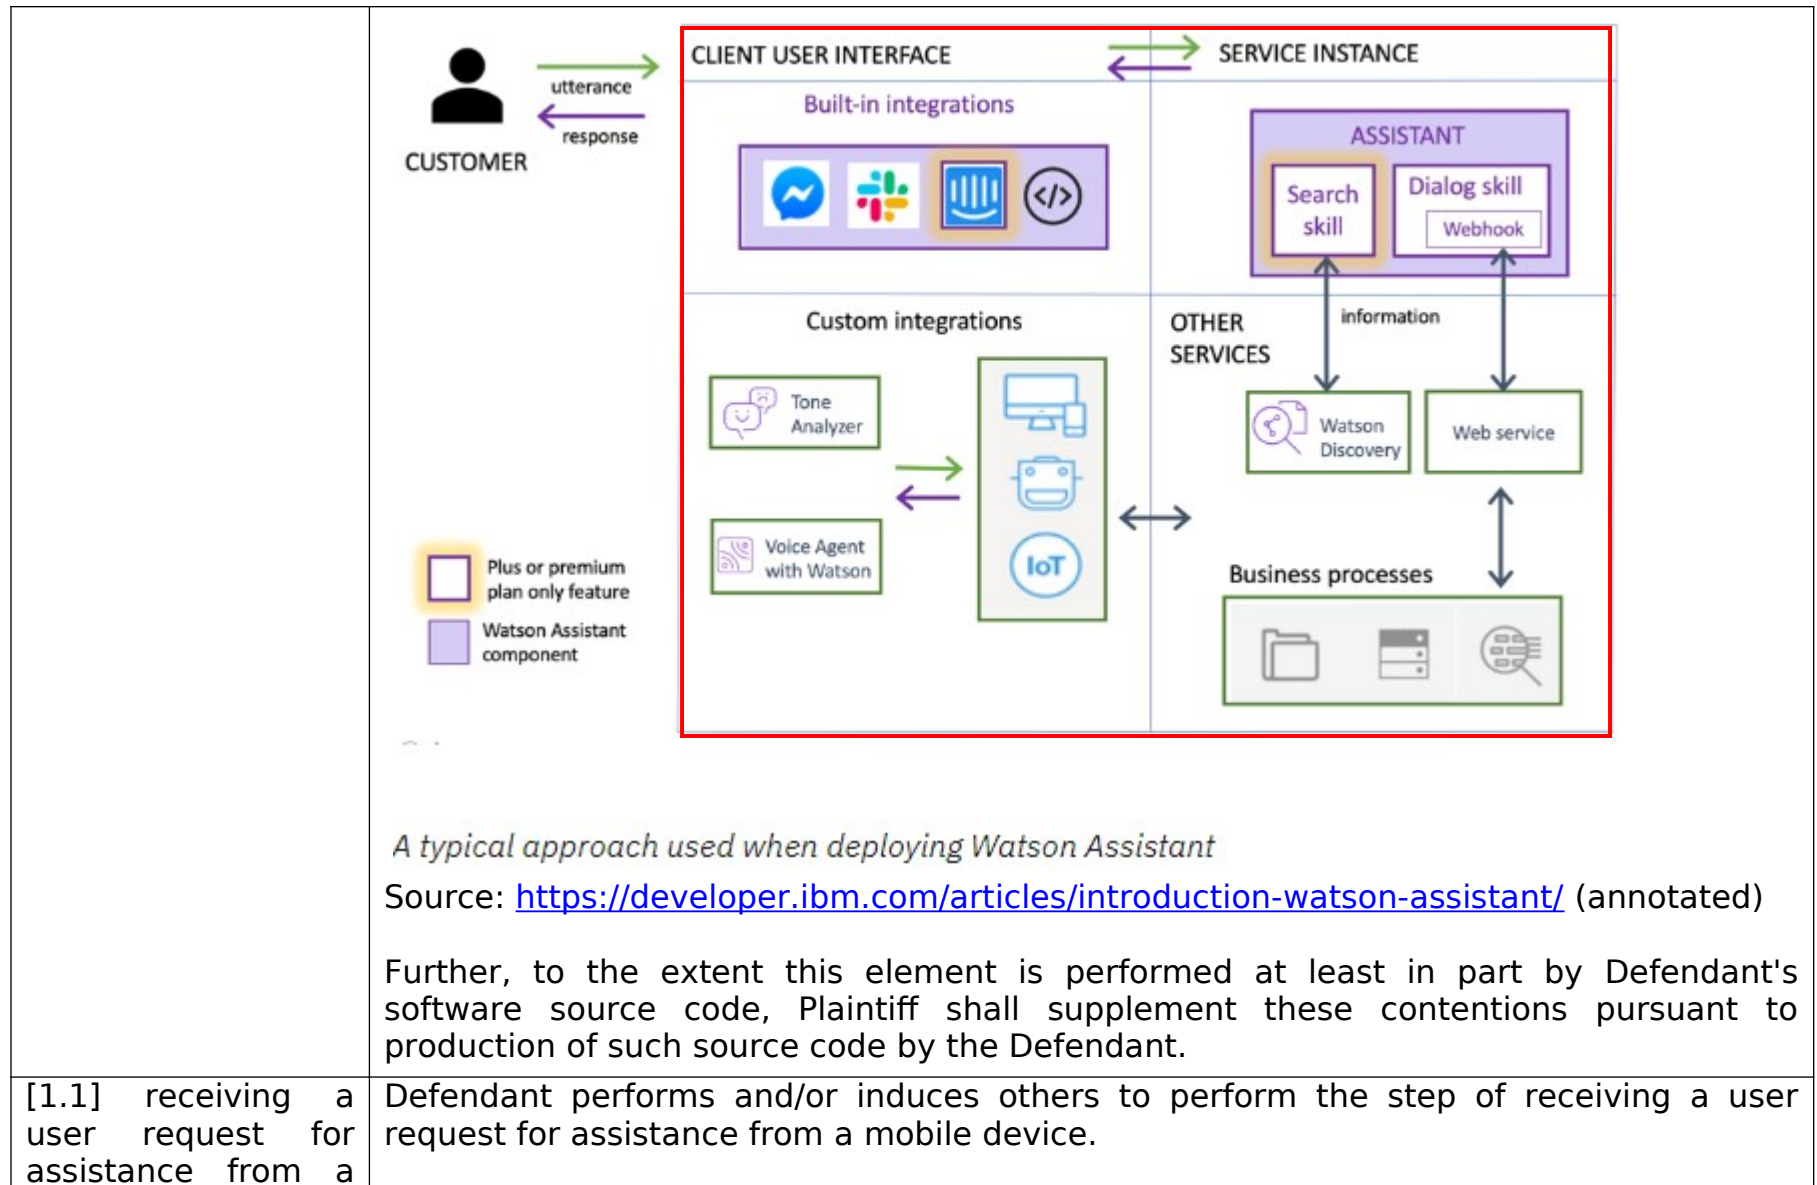 CLIENT USER INTERFACE
SERVICE INSTANCE
utterance
response
CUSTOMER
Built-in integrations
ASSISTANT
Search
skill
Dialog skill
Webhook
Custom integrations
OTHER
SERVICES
information
Tone
Analyzer
Watson
Discovery
Web service
Voice Agent
with Watson
IoT
Business processes
Plus or premium
plan only feature
Watson Assistant
component
A typical approach used when deploying Watson Assistant
Source: https://developer.ibm.com/articles/introduction-watson-assistant/ (annotated)
Further, to the extent this element is performed at least in part by Defendant's
software source code, Plaintiff shall supplement these contentions pursuant to
production of such source code by the Defendant.
[1.1] receiving a
user request for
assistance from a
Defendant performs and/or induces others to perform the step of receiving a user
request for assistance from a mobile device.